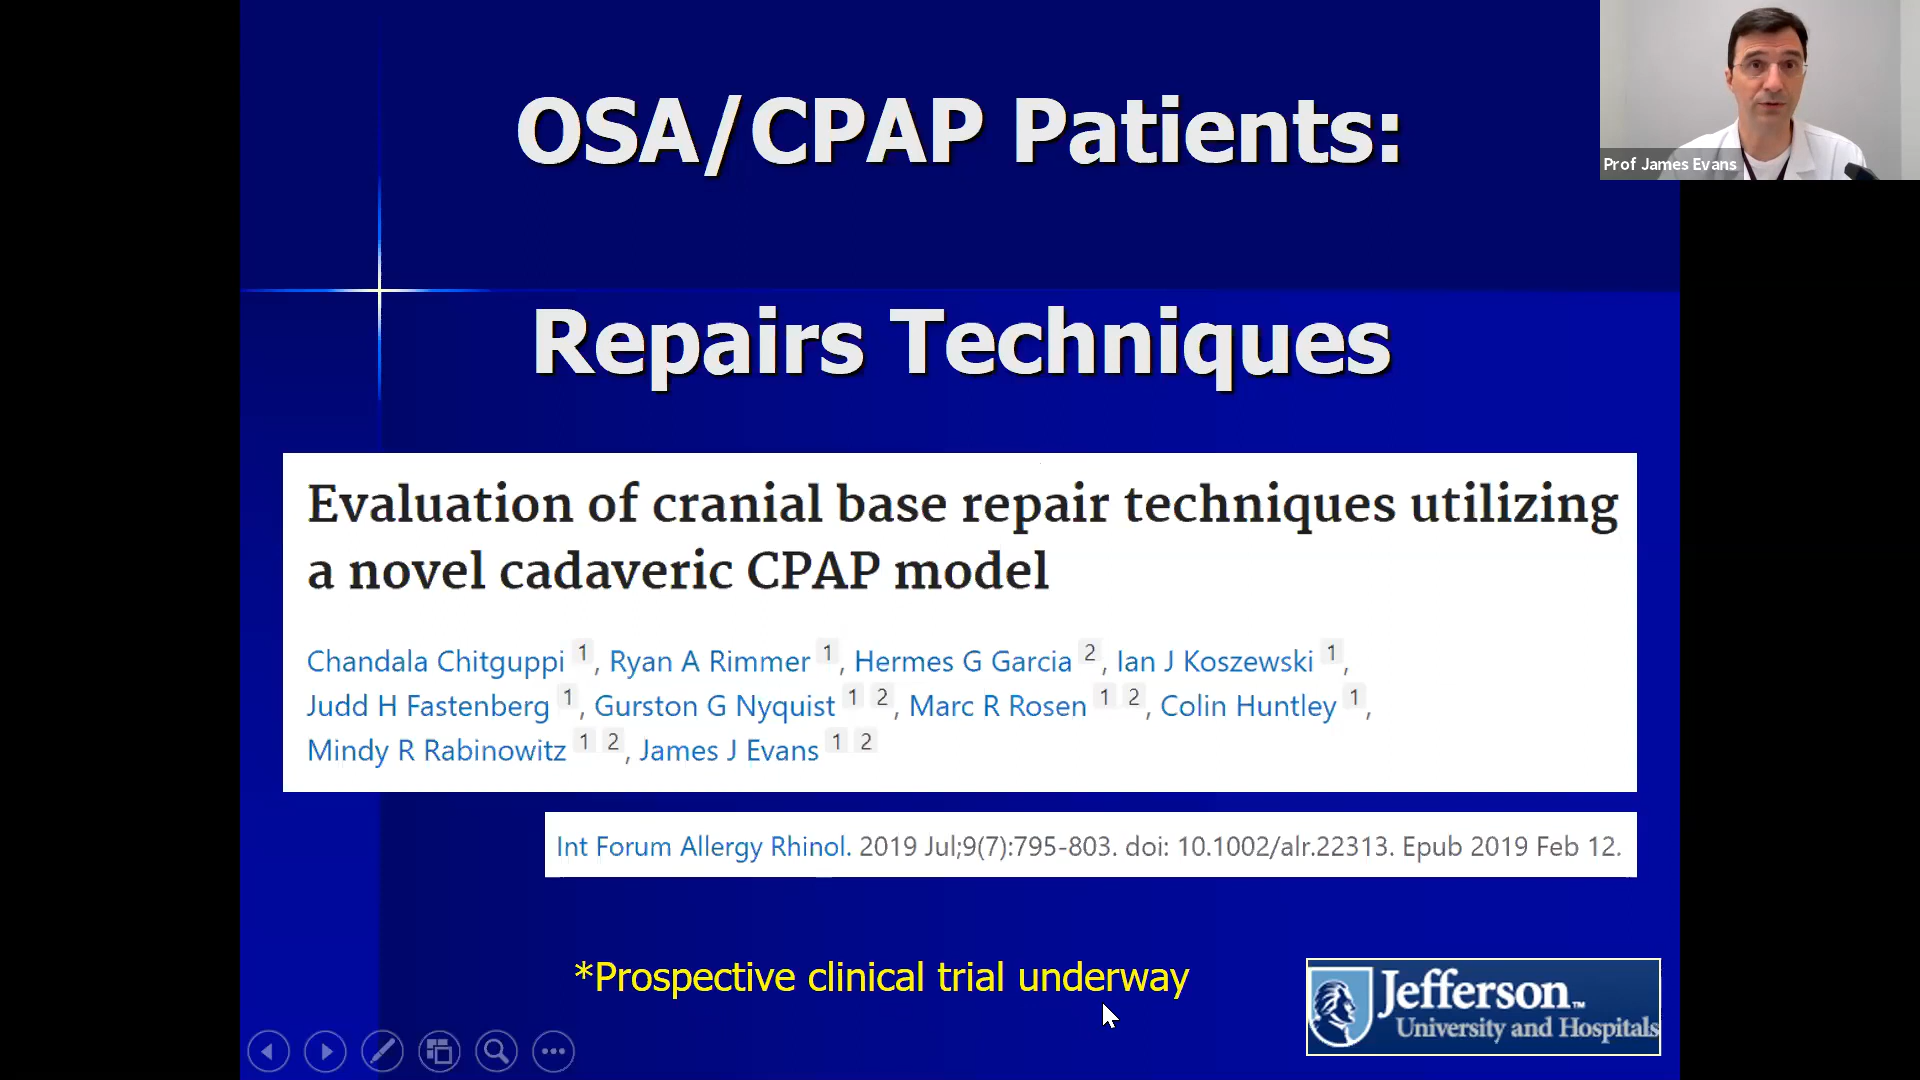 OSA/CPAP Patients:
Prof James Evans
Repairs Techniques
Evaluation of cranial base repair techniques utilizing
a novel cadaveric CPAP model
Chandala Chitguppi 1, Ryan A Rimmer 1, Hermes G Garcia 2, Ian J Koszewski 1,
Judd H Fastenberg 1, Gurston G Nyquist 1 2, Marc R Rosen 1 2, Colin Huntley 1,
Mindy R Rabinowitz 1 2, James J Evans 1 2
Int Forum Allergy Rhinol. 2019 Jul;9(7):795-803. doi: 10.1002/alr.22313. Epub 2019 Feb 12.
*Prospective clinical trial underway
Jefferson™
University and Hospitals